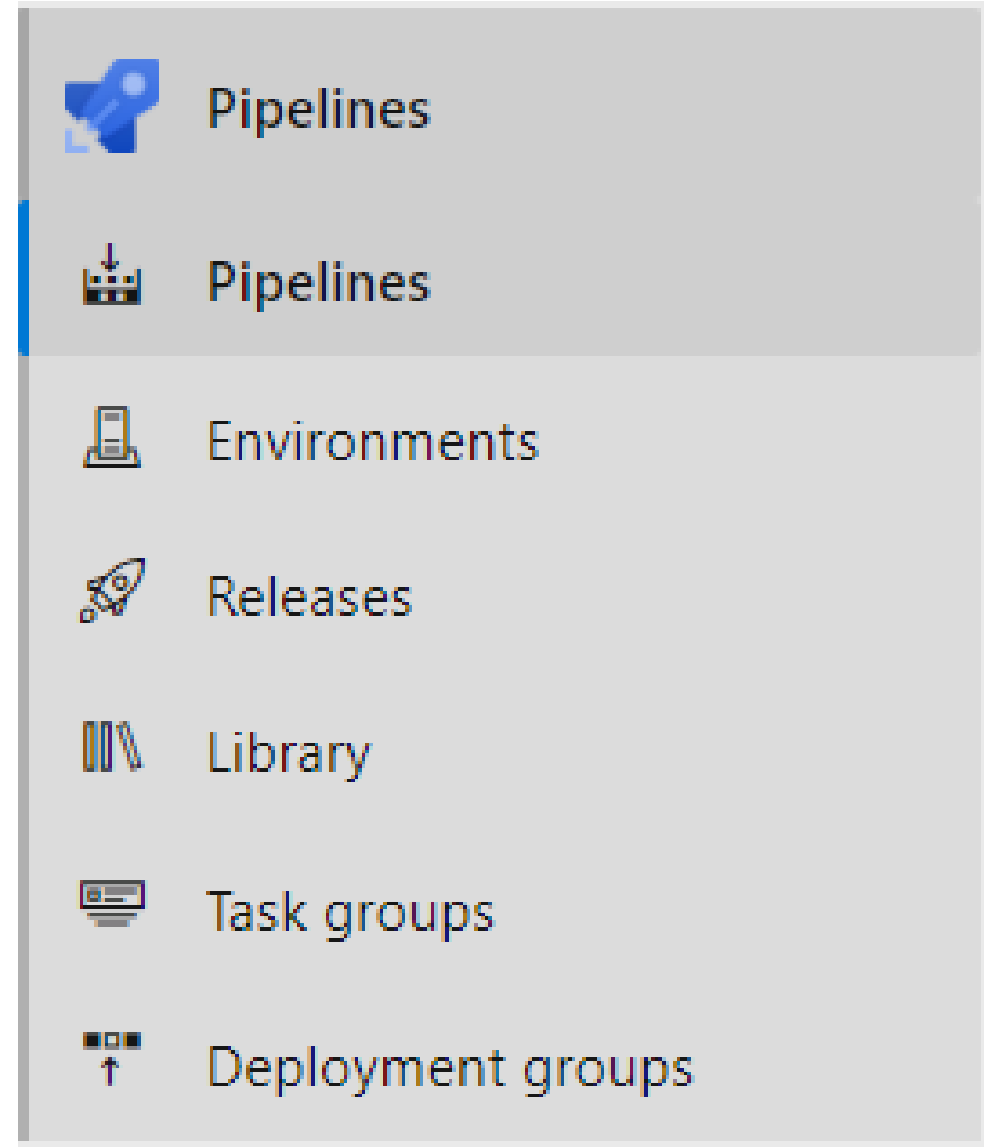 Pipelines
Pipelines
Environments
Releases
Library
Task groups
Deployment groups